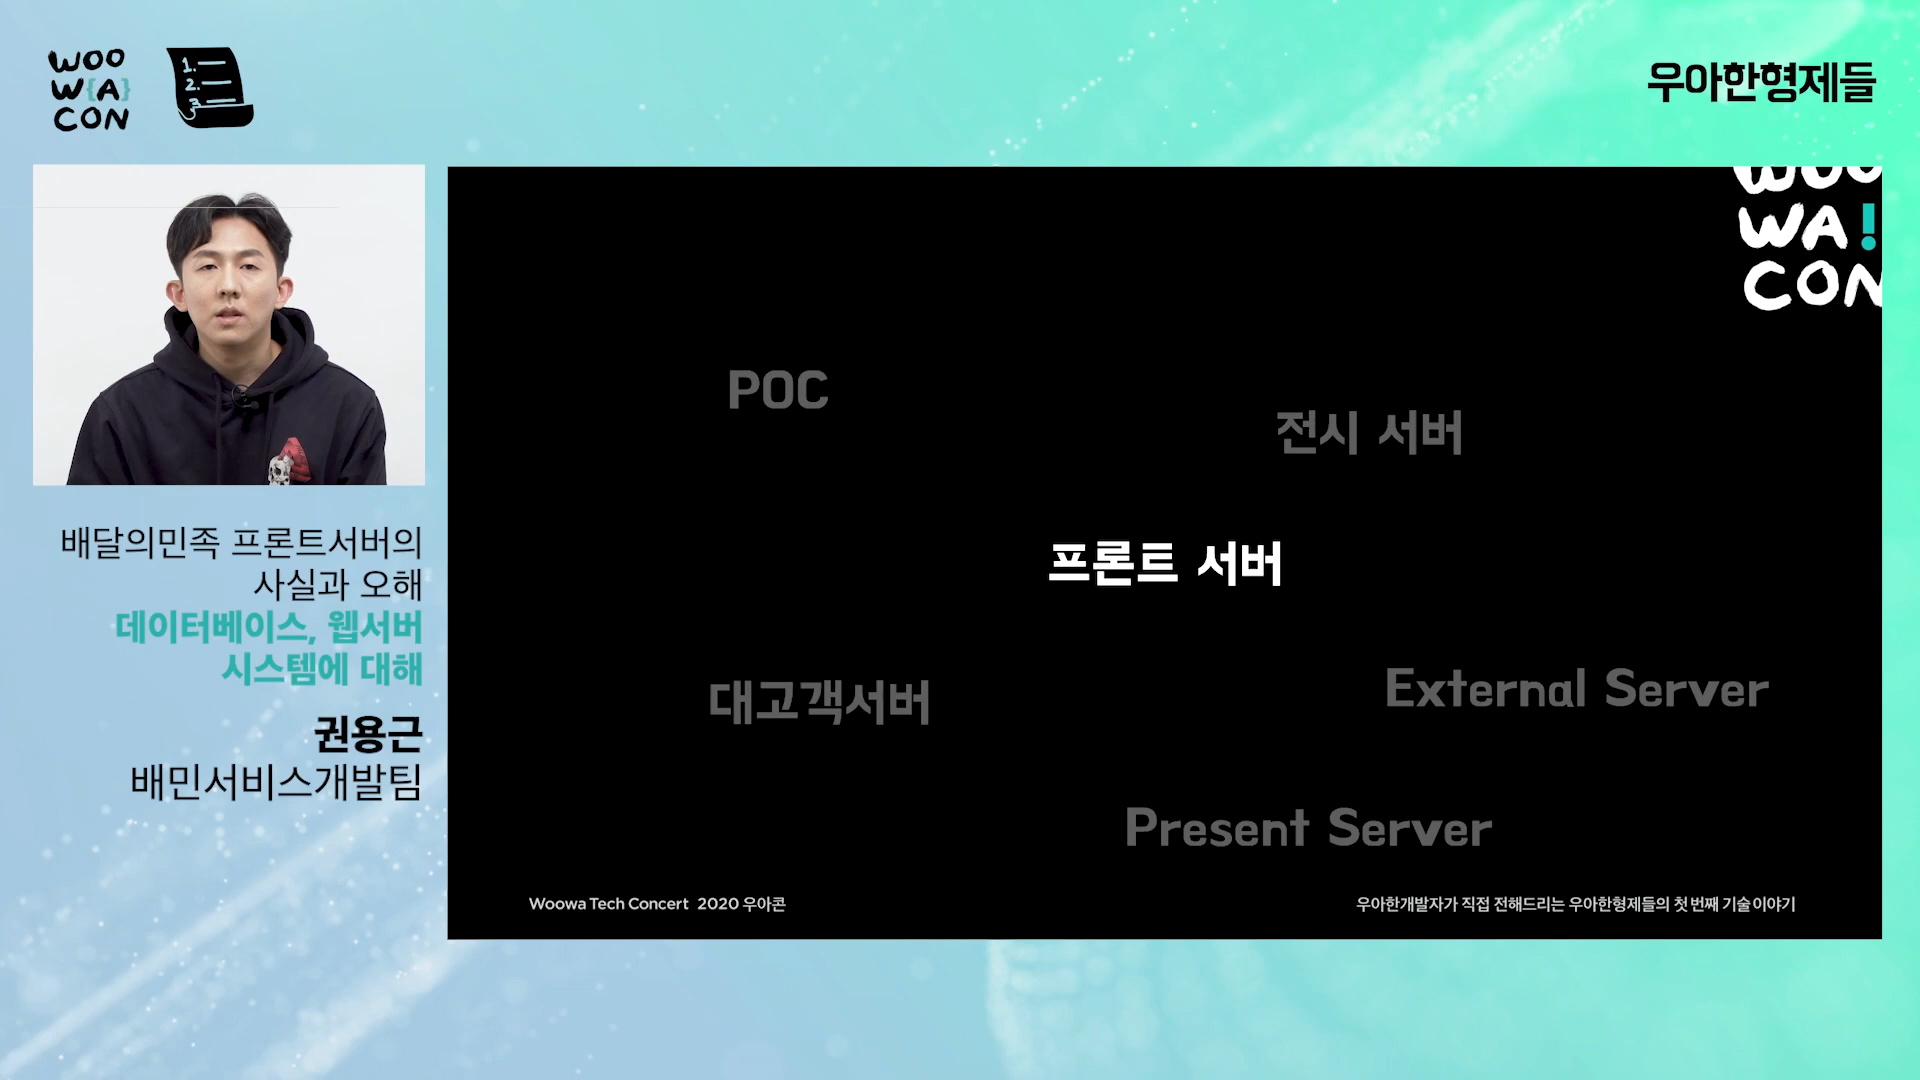 WOO
W{A}
CON
1.
2.
3.
우아한형제들
배달의민족 프론트서버의
사실과 오해
데이터베이스, 웹서버
시스템에 대해
권용근
배민서비스개발팀
WOO
WA!
CON
POC
전시 서버
프론트 서버
대고객서버
External Server
Present Server
Woowa Tech Concert 2020 우아콘
우아한개발자가 직접 전해드리는 우아한형제들의 첫 번째 기술 이야기